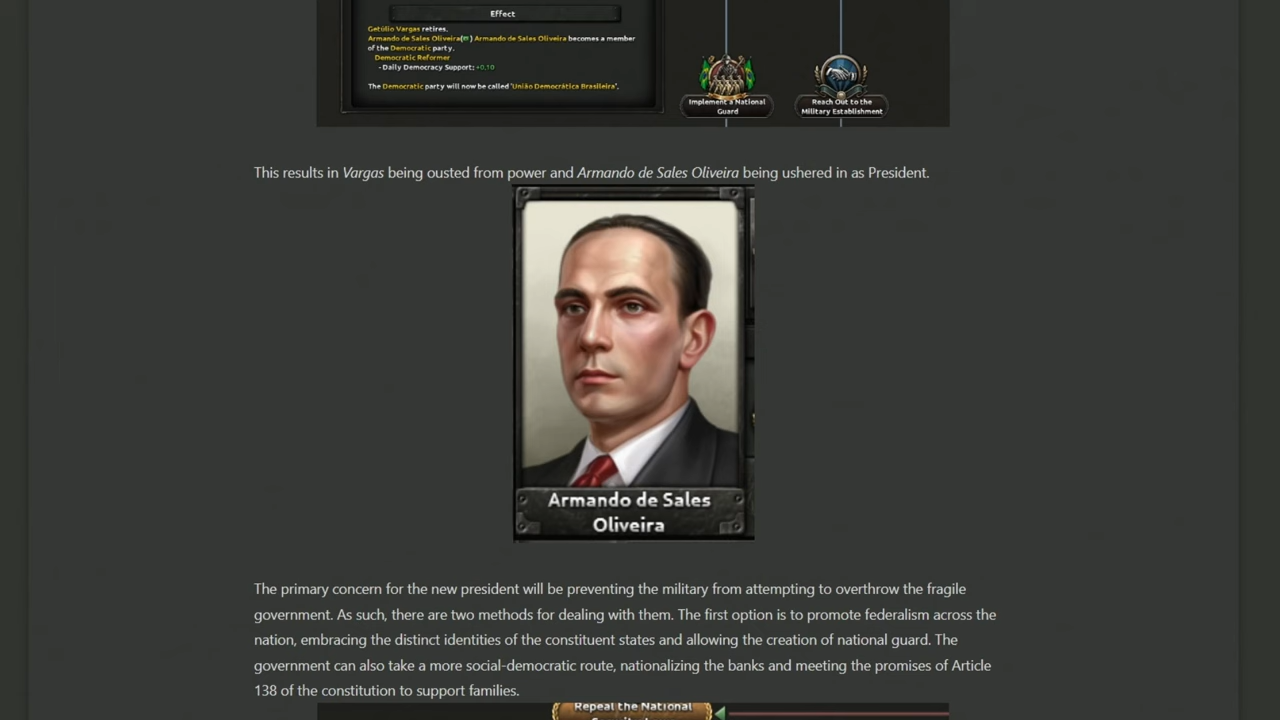 Effect
Getúlio Vargas retires.
Armando de Sales Oliveira( ) Armando de Sales Oliveira becomes a member
of the Democratic party.
Democratic Reformer
- Daily Democracy Support: +0.10
The Democratic party will now be called 'União Democrática Brasileira'.
Implement a National
Guard
Reach Out to the
Military Establishment
This results in Vargas being ousted from power and Armando de Sales Oliveira being ushered in as President.
Armando de Sales
Oliveira
The primary concern for the new president will be preventing the military from attempting to overthrow the fragile
government. As such, there are two methods for dealing with them. The first option is to promote federalism across the
nation, embracing the distinct identities of the constituent states and allowing the creation of national guard. The
government can also take a more social-democratic route, nationalizing the banks and meeting the promises of Article
138 of the constitution to support families.
Repeal the National